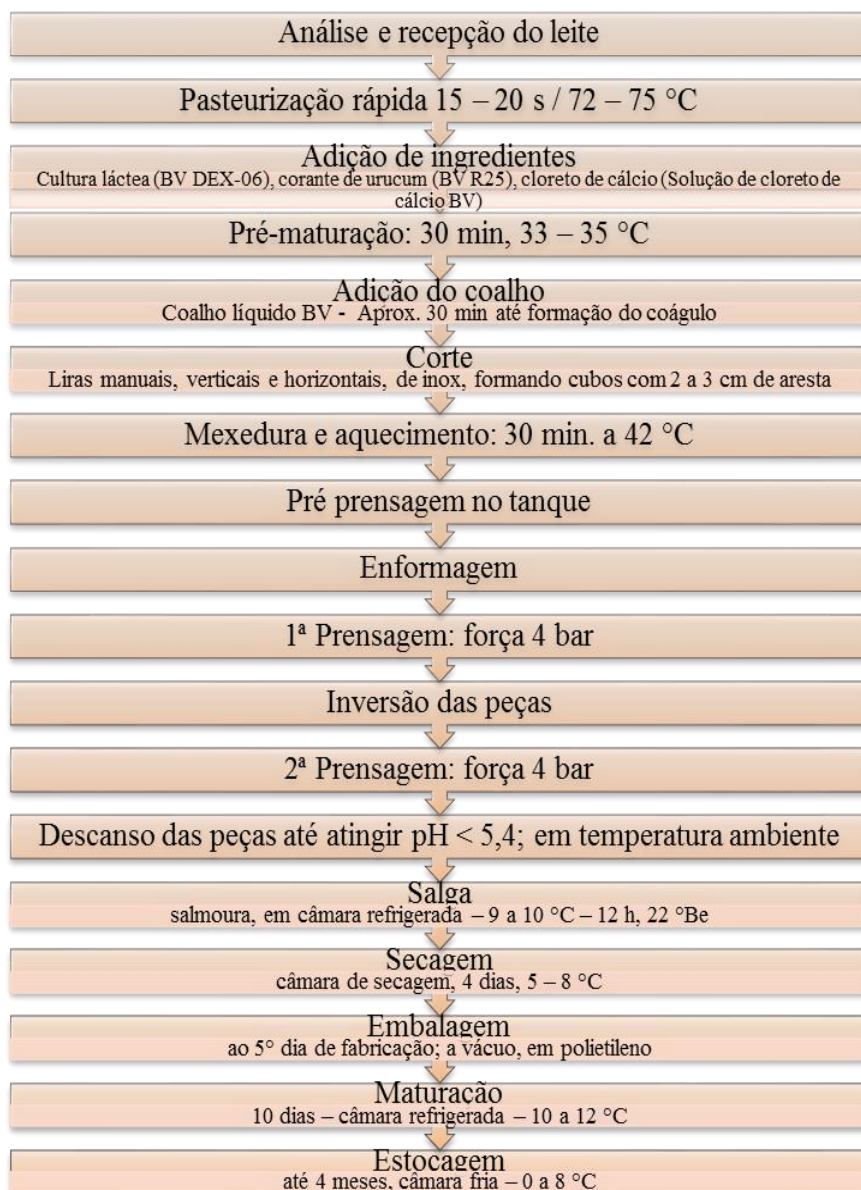 Análise e recepção do leite
Pasteurização rápida 15 – 20 s / 72 – 75 °C
Adição de ingredientes
Cultura láctea (BV DEX-06), corante de urucum (BV R25), cloreto de cálcio (Solução de cloreto de
cálcio BV)
Pré-maturação: 30 min, 33 – 35 °C
Adição do coalho
Coalho líquido BV - Aprox. 30 min até formação do coágulo
Corte
Liras manuais, verticais e horizontais, de inox, formando cubos com 2 a 3 cm de aresta
Mexedura e aquecimento: 30 min. a 42 °C
Pré prensagem no tanque
Enformagem
1ª Prensagem: força 4 bar
Inversão das peças
2ª Prensagem: força 4 bar
Descanso das peças até atingir pH < 5,4; em temperatura ambiente
Salga
salmoura, em câmara refrigerada – 9 a 10 °C – 12 h, 22 °Be
Secagem
câmara de secagem, 4 dias, 5 – 8 °C
Embalagem
ao 5° dia de fabricação; a vácuo, em polietileno
Maturação
10 dias – câmara refrigerada – 10 a 12 °C
Estocagem
até 4 meses, câmara fria – 0 a 8 °C